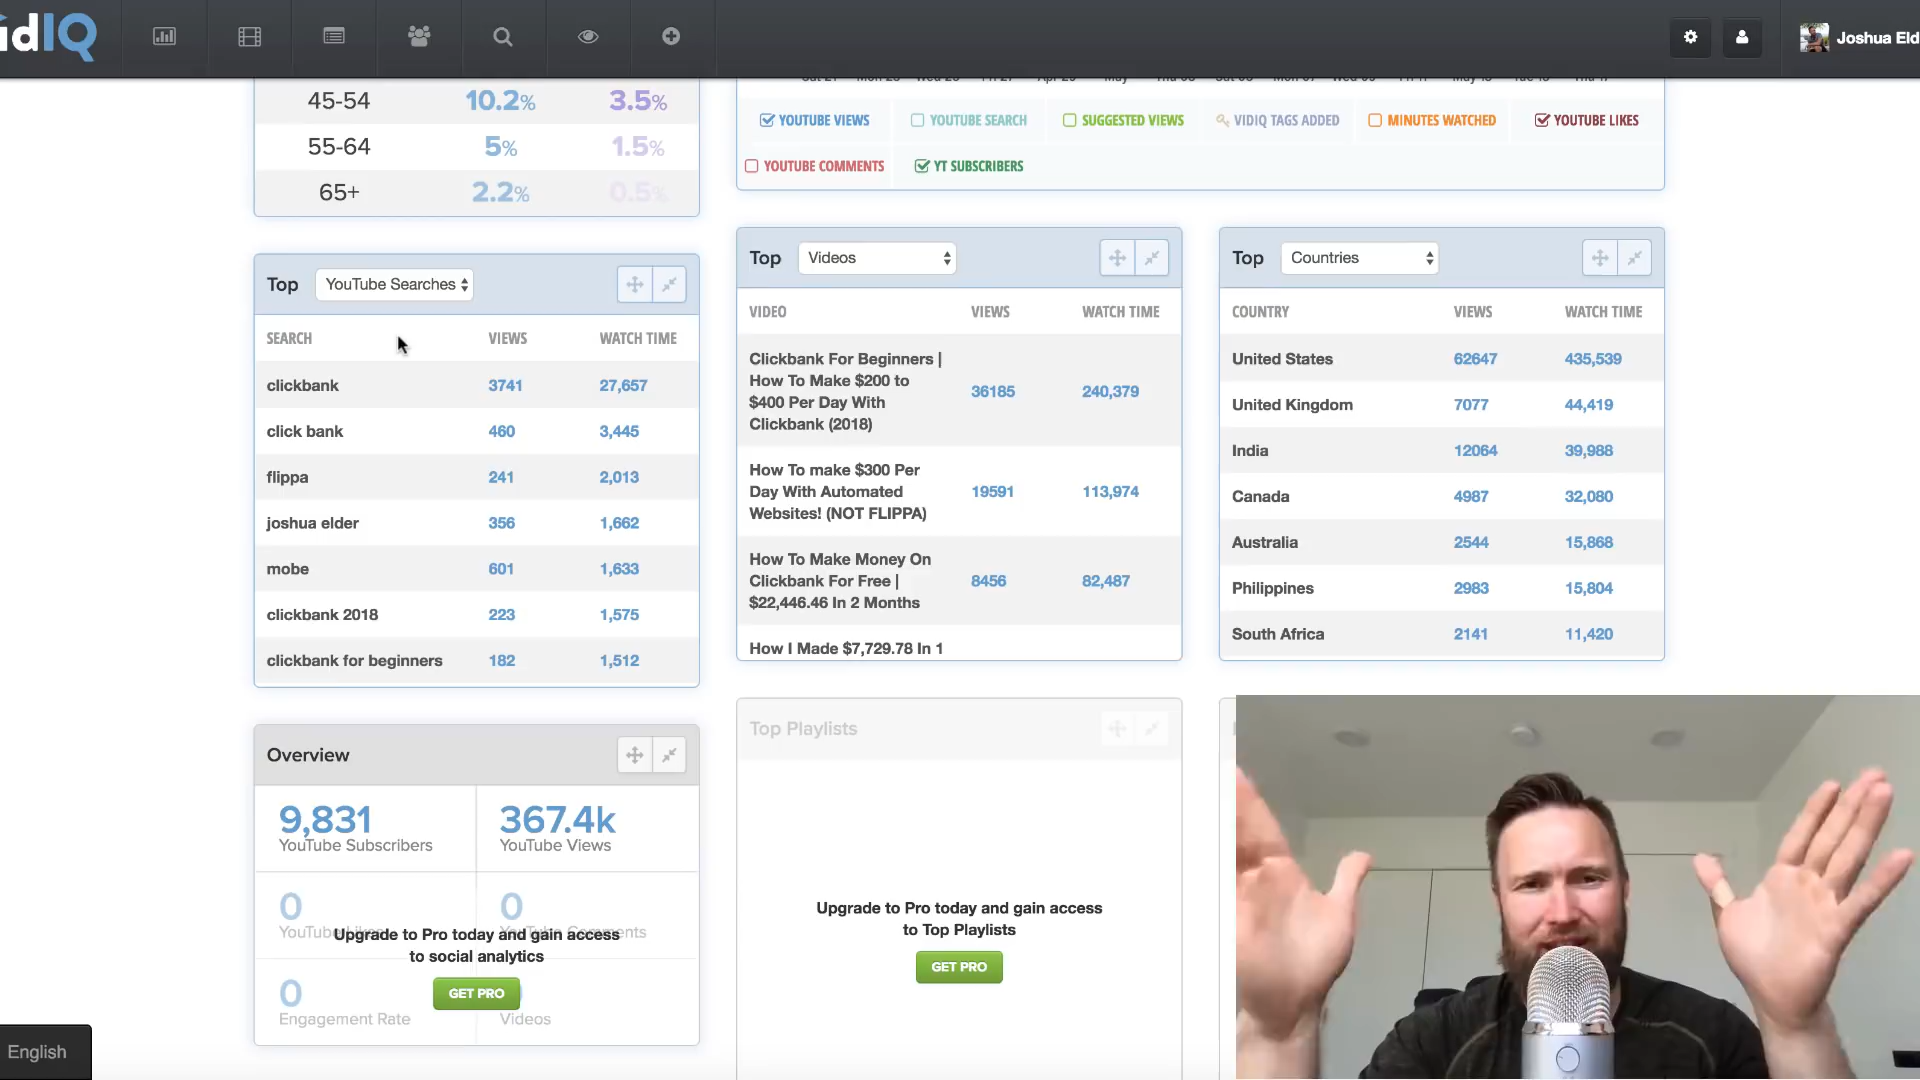 idIQ
Joshua Eld
45-54 10.2% 3.5%
55-64 5% 1.5%
65+ 2.2% 0.5%
YOUTUBE VIEWS YOUTUBE SEARCH SUGGESTED VIEWS VIDIQ TAGS ADDED MINUTES WATCHED YOUTUBE LIKES
YOUTUBE COMMENTS YT SUBSCRIBERS
Top YouTube Searches
SEARCH VIEWS WATCH TIME
clickbank 3741 27,657
click bank 460 3,445
flippa 241 2,013
joshua elder 356 1,662
mobe 601 1,633
clickbank 2018 223 1,575
clickbank for beginners 182 1,512
Top Videos
VIDEO VIEWS WATCH TIME
Clickbank For Beginners |
How To Make $200 to
$400 Per Day With
Clickbank (2018)
36185 240,379
How To make $300 Per
Day With Automated
Websites! (NOT FLIPPA)
19591 113,974
How To Make Money On
Clickbank For Free |
$22,446.46 In 2 Months
8456 82,487
How I Made $7,729.78 In 1
Top Countries
COUNTRY VIEWS WATCH TIME
United States 62647 435,539
United Kingdom 7077 44,419
India 12064 39,988
Canada 4987 32,080
Australia 2544 15,868
Philippines 2983 15,804
South Africa 2141 11,420
Overview
9,831 367.4k
YouTube Subscribers YouTube Views
0 0
Upgrade to Pro today and gain access
to social analytics
GET PRO
0
Engagement Rate Videos
Top Playlists
Upgrade to Pro today and gain access
to Top Playlists
GET PRO
English